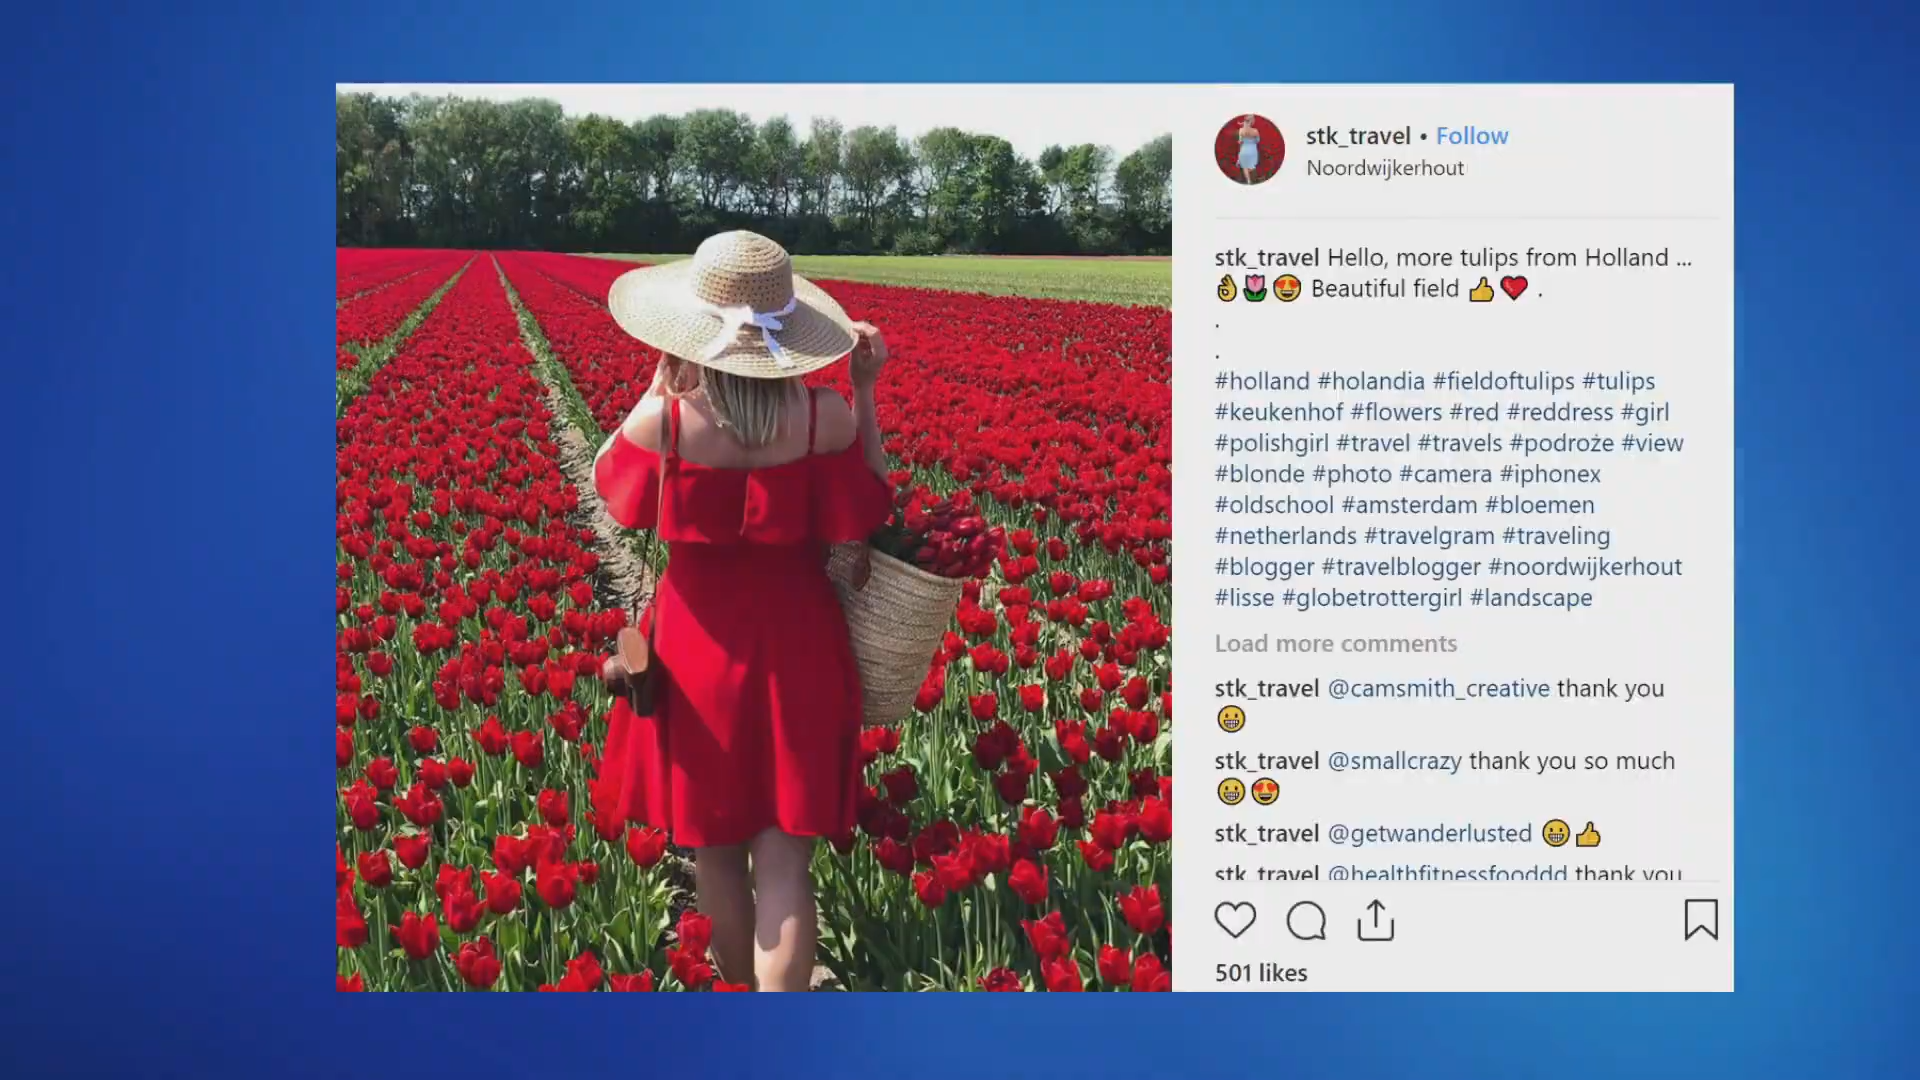 stk_travel • Follow
Noordwijkerhout
stk_travel Hello, more tulips from Holland ...
👌🌷😍 Beautiful field 👍❤️ .
.
.
#holland #holandia #fieldoftulips #tulips
#keukenhof #flowers #red #reddress #girl
#polishgirl #travel #travels #podroże #view
#blonde #photo #camera #iphonex
#oldschool #amsterdam #bloemen
#netherlands #travelgram #traveling
#blogger #travelblogger #noordwijkerhout
#lisse #globetrottergirl #landscape
Load more comments
stk_travel @camsmith_creative thank you
😀
stk_travel @smallcrazy thank you so much
😀😍
stk_travel @getwanderlusted 😀👍
stk_travel @healthfitnessfooddd thank you
501 likes